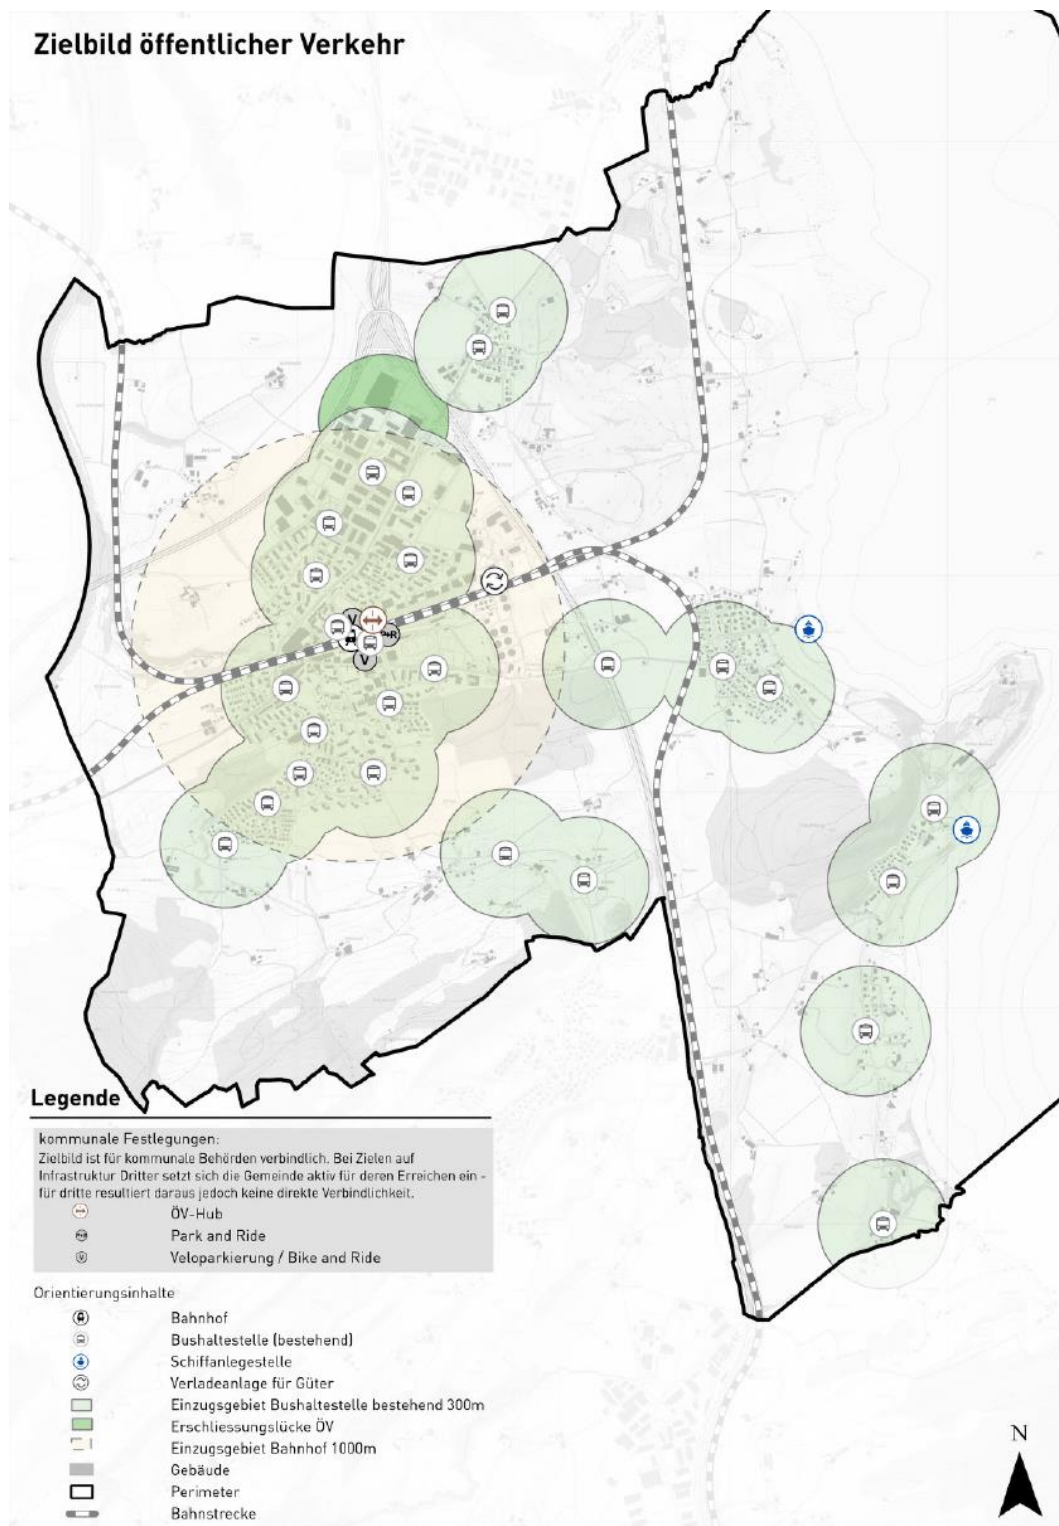 Zielbild öffentlicher Verkehr
V
P+R
V
Legende
kommunale Festlegungen:
Zielbild ist für kommunale Behörden verbindlich. Bei Zielen auf
Infrastruktur Dritter setzt sich die Gemeinde aktiv für deren Erreichen ein -
für dritte resultiert daraus jedoch keine direkte Verbindlichkeit.
ÖV-Hub
P+R Park and Ride
V Veloparkierung / Bike and Ride
Orientierungsinhalte
Bahnhof
Bushaltestelle (bestehend)
Schiffanlegestelle
Verladeanlage für Güter
Einzugsgebiet Bushaltestelle bestehend 300m
Erschliessungslücke ÖV
Einzugsgebiet Bahnhof 1000m
Gebäude
Perimeter
Bahnstrecke
N